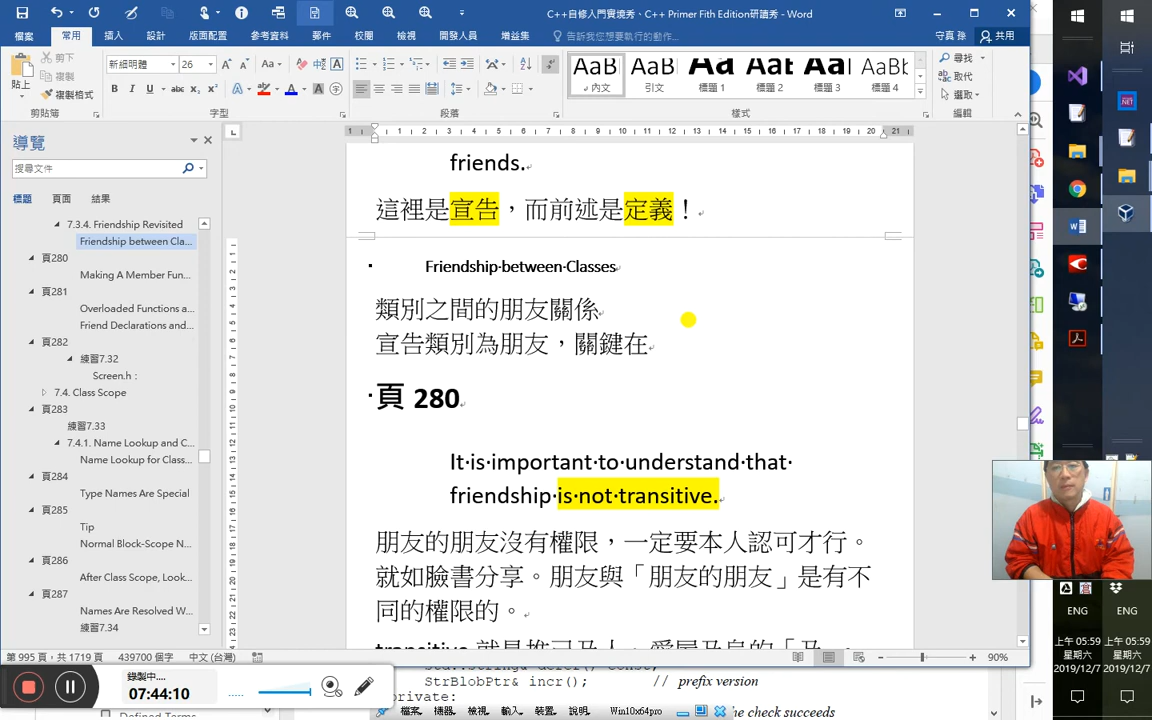 C++自修入門實境秀、C++ Primer Fith Edition研讀秀 - Word
檔案 常用 插入 設計 版面配置 參考資料 郵件 校閱 檢視 開發人員 增益集 告訴我您想要執行的動作... 守真 孫 共用
貼上 剪下 複製 複製格式 剪貼簿
新細明體 26 字型 段落
AaB 內文 AaBb 引文 Aa 標題 1 AaB 標題 2 AaB 標題 3 AaBb 標題 4 樣式
尋找 取代 選取 編輯
導覽
搜尋文件
標題 頁面 結果
7.3.4. Friendship Revisited
Friendship between Cla...
頁280
Making A Member Fun...
頁281
Overloaded Functions a...
Friend Declarations and...
頁282
練習7.32
Screen.h：
7.4. Class Scope
頁283
練習7.33
7.4.1. Name Lookup and C...
Name Lookup for Class...
頁284
Type Names Are Special
頁285
Tip
Normal Block-Scope N...
頁286
After Class Scope, Look...
頁287
Names Are Resolved W...
練習7.34
friends.
這裡是宣告，而前述是定義！
Friendship between Classes
類別之間的朋友關係
宣告類別為朋友，關鍵在
頁 280
It is important to understand that
friendship is not transitive.
朋友的朋友沒有權限，一定要本人認可才行。
就如臉書分享。朋友與「朋友的朋友」是有不
同的權限的。
第 995 頁，共 1719 頁 439700 個字 中文 (台灣) 90%
錄製中...
07:44:10
StrBlobPtr& incr(); // prefix version
private:
檔案 機器 檢視 輸入 裝置 說明 Win10x64pro
he check succeeds
Defined Terms
ENG ENG
上午 05:59 上午 05:59
星期六 星期六
2019/12/7 2019/12/7